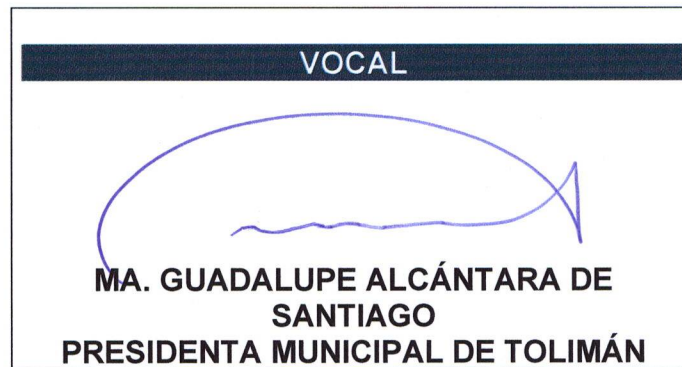 VOCAL
MA. GUADALUPE ALCÁNTARA DE
SANTIAGO
PRESIDENTA MUNICIPAL DE TOLIMÁN